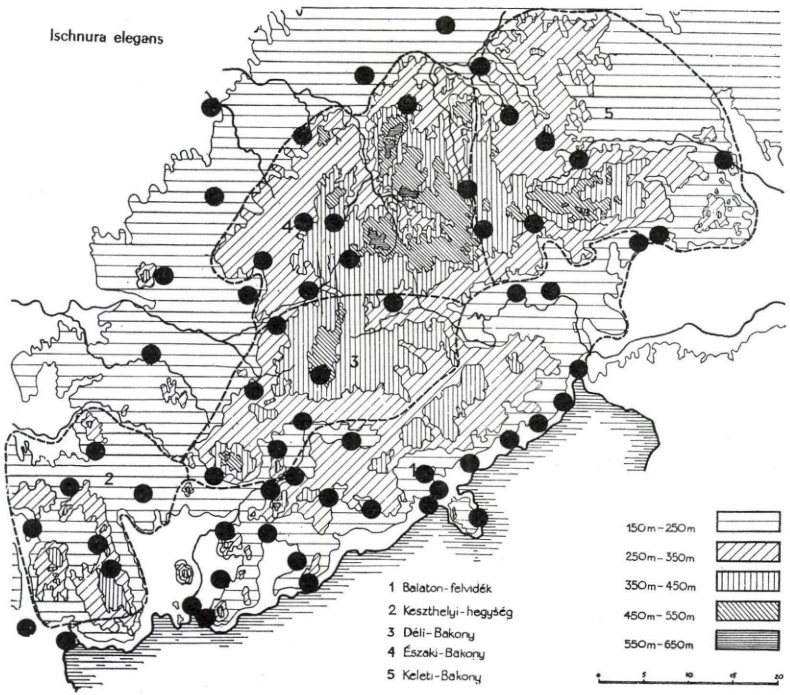 Ischnura elegans
5
4
3
2
1
150m-250m
250m-350m
350m-450m
450m-550m
550m-650m
1 Balaton-felvidék
2 Keszthelyi-hegység
3 Déli-Bakony
4 Északi-Bakony
5 Keleti-Bakony
0 5 10 15 20